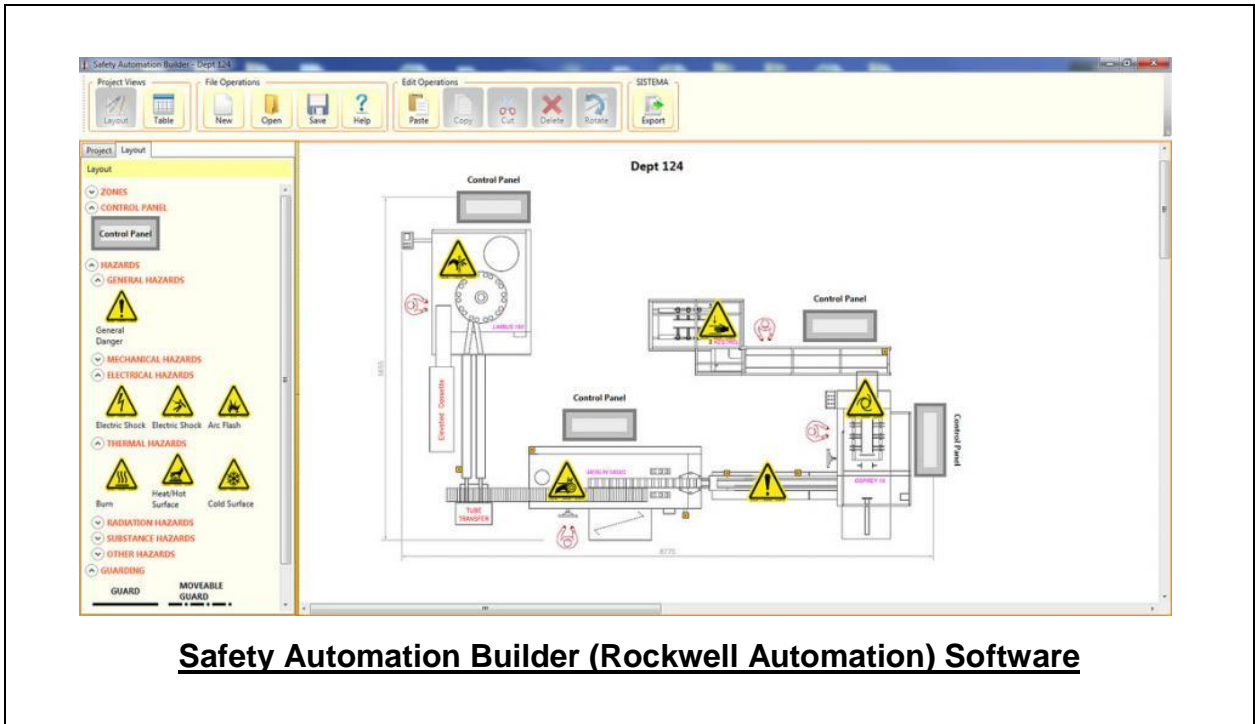 Safety Automation Builder - Dept 124
Project Views
File Operations
Edit Operations
SISTEMA
Layout
Table
New
Open
Save
Help
Paste
Copy
Cut
Delete
Rotate
Export
Project
Layout
Layout
ZONES
CONTROL PANEL
Control Panel
HAZARDS
GENERAL HAZARDS
General
Danger
MECHANICAL HAZARDS
ELECTRICAL HAZARDS
Electric Shock
Electric Shock
Arc Flash
THERMAL HAZARDS
Burn
Heat/Hot
Surface
Cold Surface
RADIATION HAZARDS
SUBSTANCE HAZARDS
OTHER HAZARDS
GUARDING
GUARD
MOVEABLE
GUARD
Dept 124
Control Panel
Control Panel
Elevated Cossette
Control Panel
Control Panel
TUBE
TRANSFER
8775
Safety Automation Builder (Rockwell Automation) Software